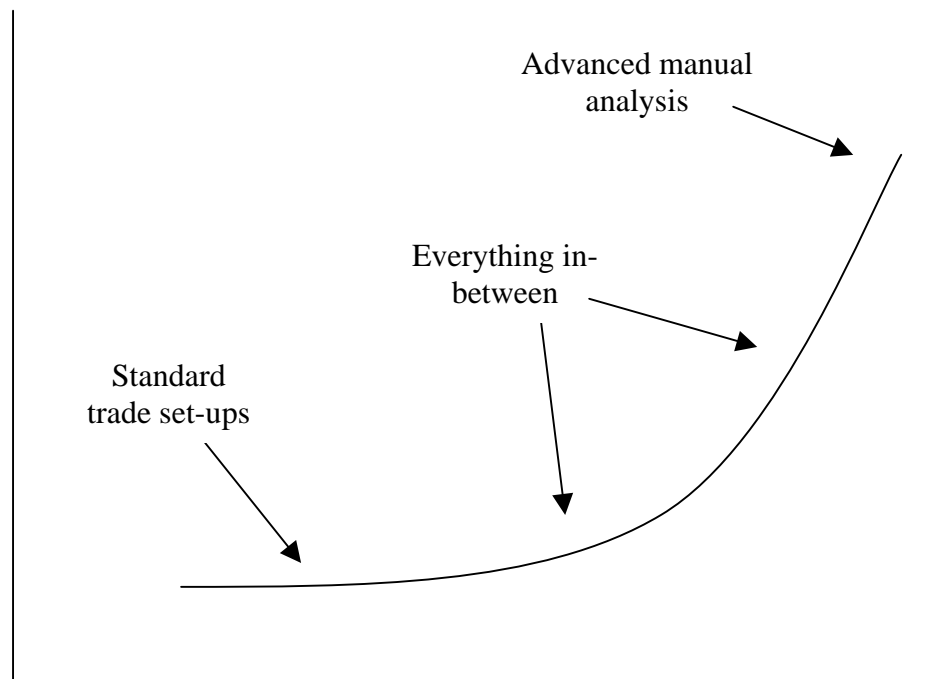 Advanced manual
analysis
Everything in-
between
Standard
trade set-ups